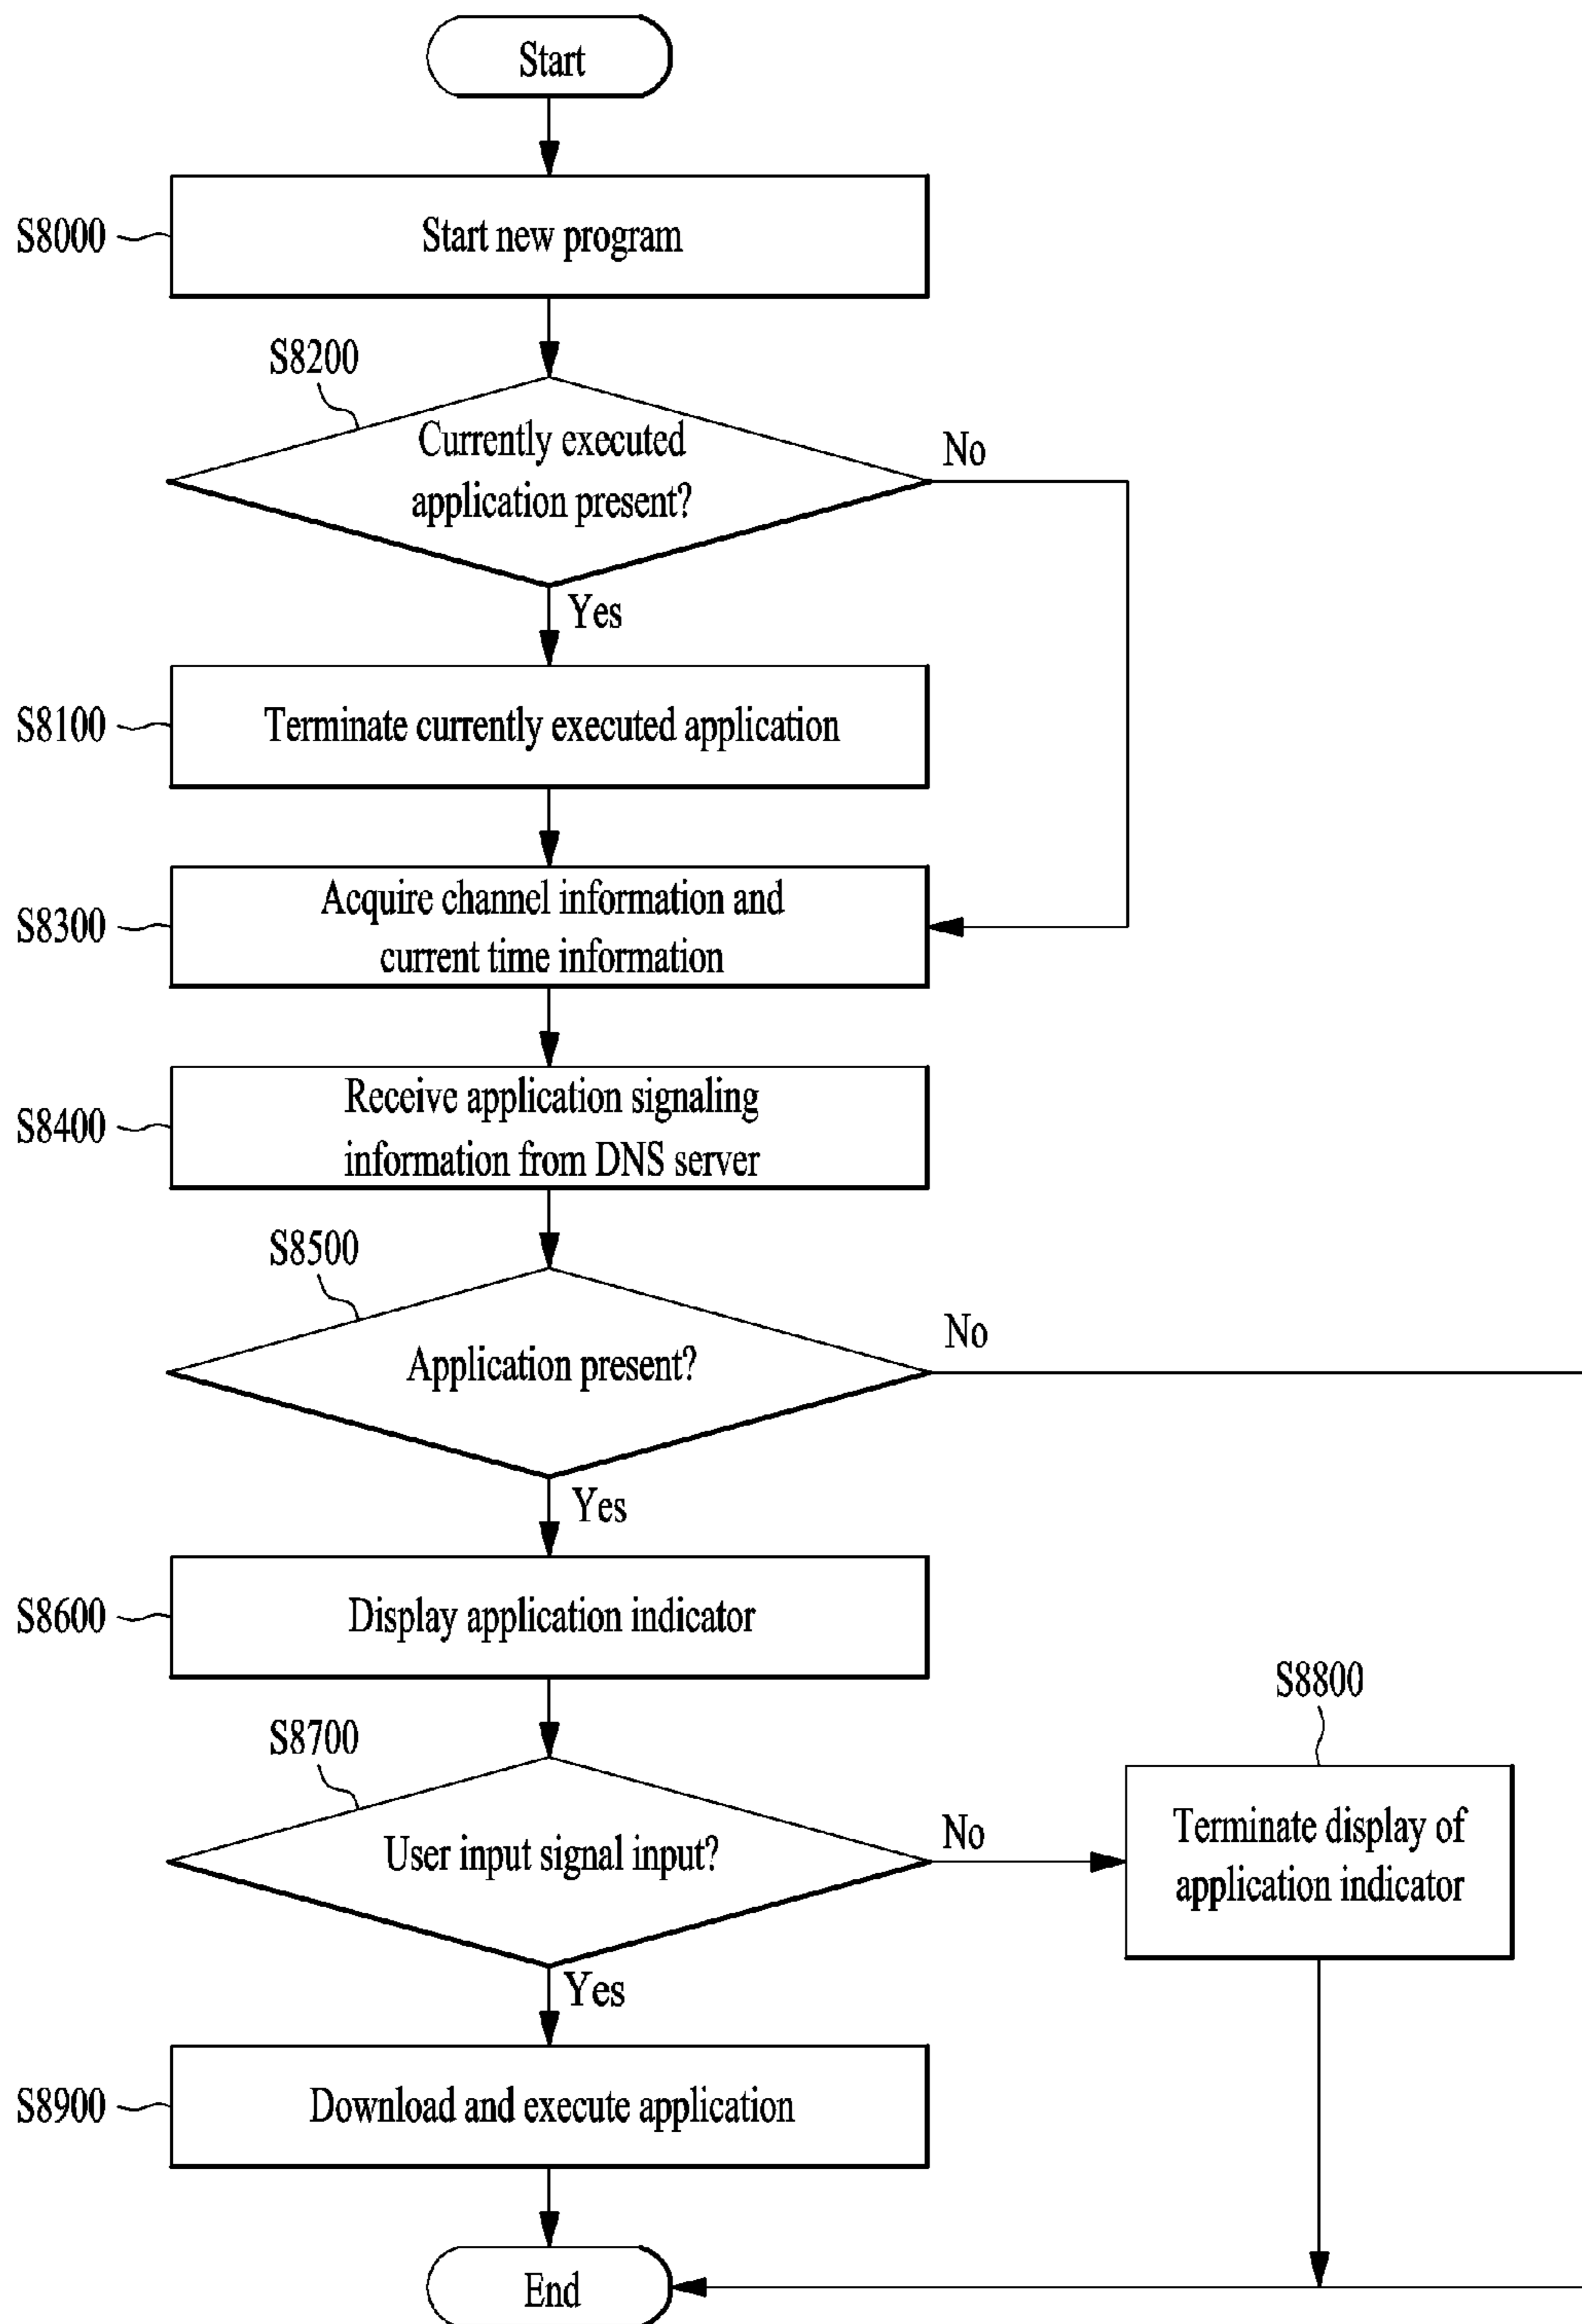 Start
S8000
Start new program
S8200
Currently executed
application present?
No
Yes
S8100
Terminate currently executed application
S8300
Acquire channel information and
current time information
S8400
Receive application signaling
information from DNS server
S8500
Application present?
No
Yes
S8600
Display application indicator
S8700
User input signal input?
No
S8800
Terminate display of
application indicator
Yes
S8900
Download and execute application
End